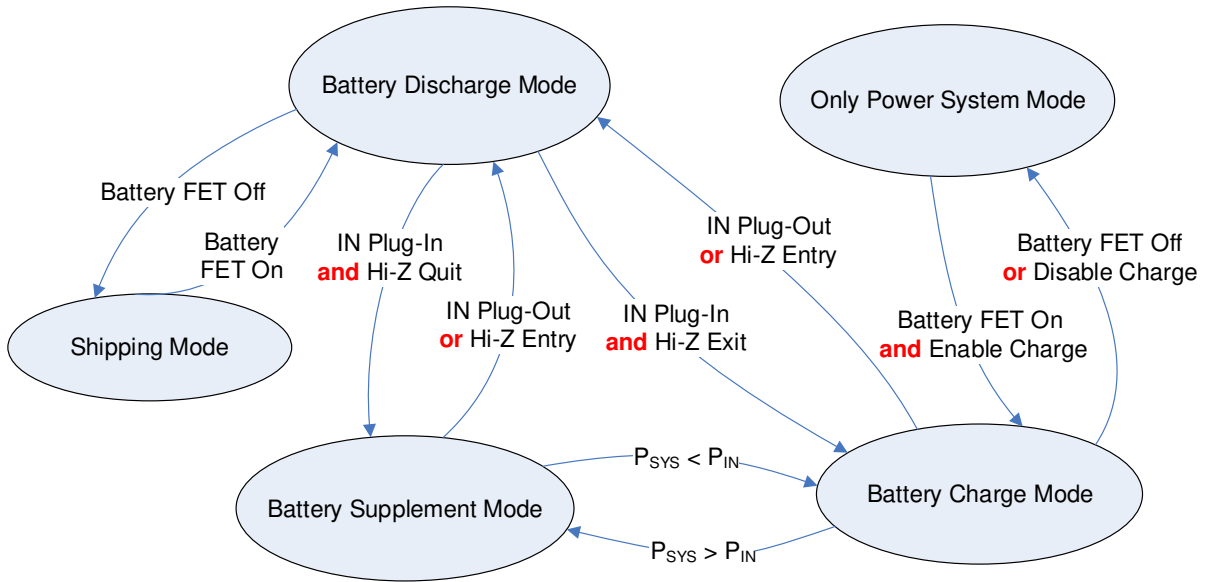 Battery Discharge Mode
Only Power System Mode
Battery FET Off
Battery
FET On
IN Plug-In
and Hi-Z Quit
IN Plug-Out
or Hi-Z Entry
IN Plug-In
and Hi-Z Exit
IN Plug-Out
or Hi-Z Entry
Battery FET On
and Enable Charge
Battery FET Off
or Disable Charge
Shipping Mode
Battery Supplement Mode
PSYS < PIN
PSYS > PIN
Battery Charge Mode